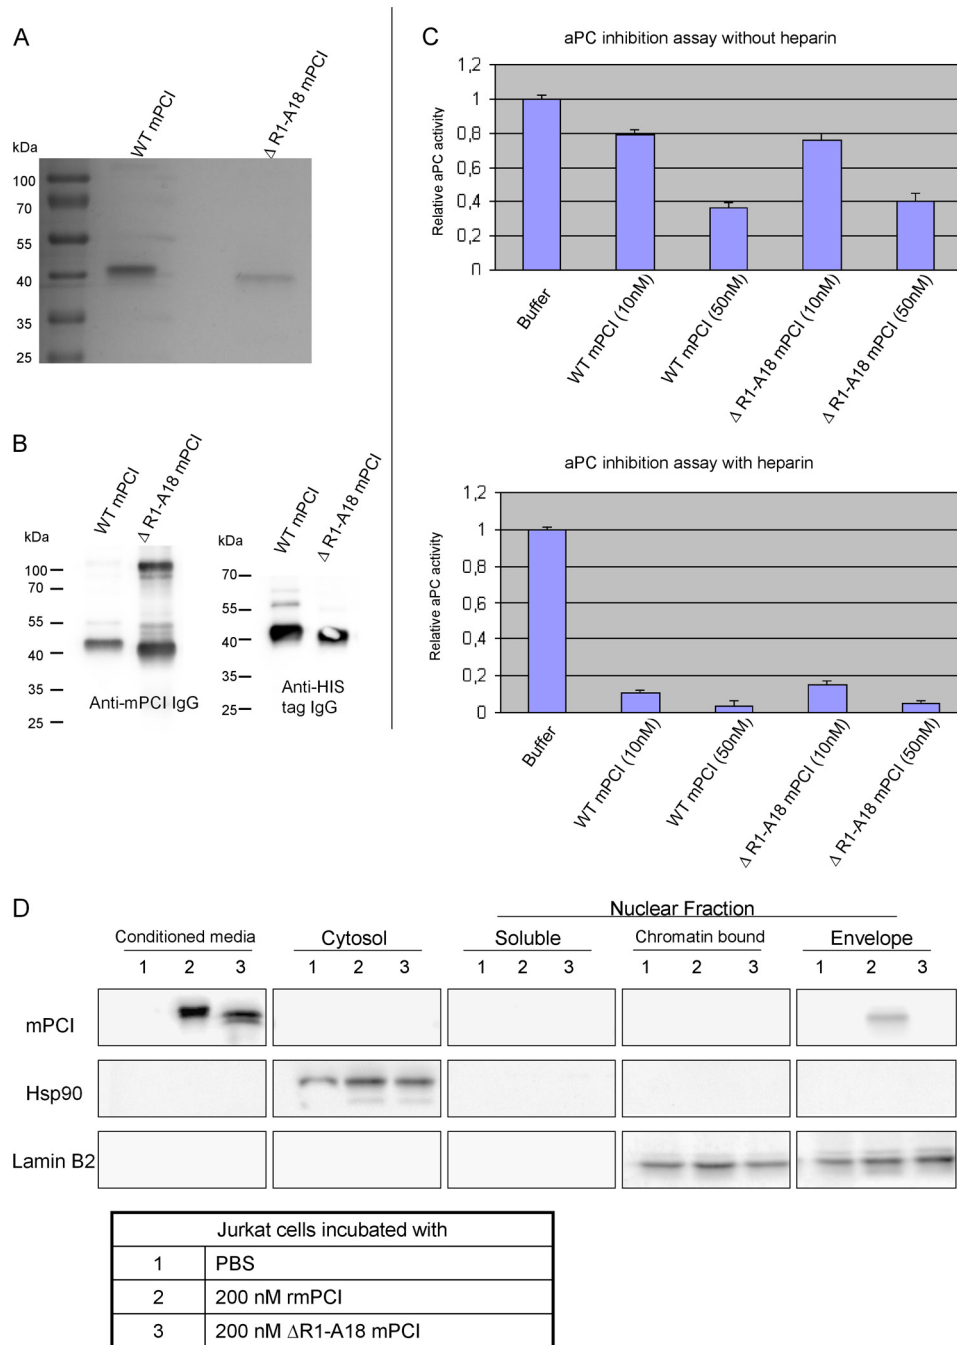 A
WT mPCI
Δ R1-A18 mPCI
kDa
100
70
55
40
35
25
B
WT mPCI
Δ R1-A18 mPCI
kDa
100
70
55
40
35
25
Anti-mPCI IgG
WT mPCI
Δ R1-A18 mPCI
kDa
70
55
40
35
25
Anti-HIS
tag IgG
C
aPC inhibition assay without heparin
Relative aPC activity
1,2
1
0,8
0,6
0,4
0,2
0
Buffer
WT mPCI (10nM)
WT mPCI (50nM)
Δ R1-A18 mPCI (10nM)
Δ R1-A18 mPCI (50nM)
aPC inhibition assay with heparin
Relative aPC activity
1,2
1
0,8
0,6
0,4
0,2
0
Buffer
WT mPCI (10nM)
WT mPCI (50nM)
Δ R1-A18 mPCI (10nM)
Δ R1-A18 mPCI (50nM)
D
Nuclear Fraction
Conditioned media Cytosol Soluble Chromatin bound Envelope
1 2 3 1 2 3 1 2 3 1 2 3 1 2 3
mPCI
Hsp90
Lamin B2
Jurkat cells incubated with
1 PBS
2 200 nM rmPCI
3 200 nM ΔR1-A18 mPCI